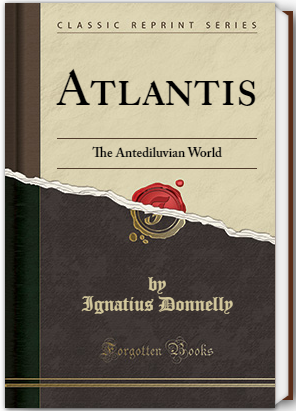 CLASSIC REPRINT SERIES
ATLANTIS
The Antediluvian World
F
by
Ignatius Donnelly
Forgotten Books